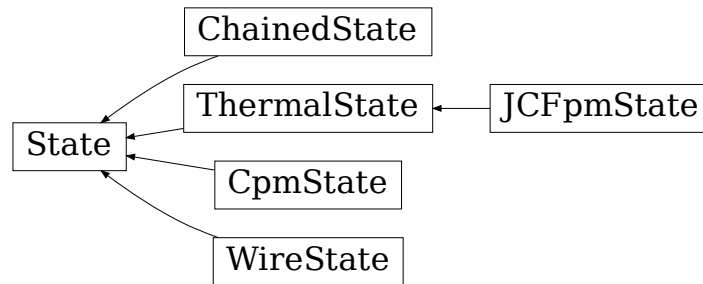 ChainedState
ThermalState
JCFpmState
State
CpmState
WireState